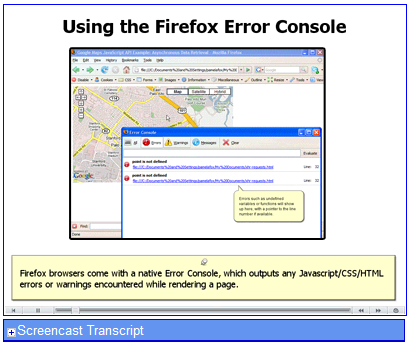 Using the Firefox Error Console
Google Maps JavaScript API Console: Asynchronous Data Retrieval - Mozilla Firefox
File Edit View History Bookmarks Tools Help
Disable Cookies CSS Forms Images Information Miscellaneous Outline Resize Tools
Map Satellite Hybrid
Error Console
All Errors Warnings Messages Clear
Evaluate
point is not defined
Line: 32
point is not defined
Line: 32
Errors such as undefined
variables or functions will show
up here, with a pointer to the line
number if available.
Find:
Done
Firefox browsers come with a native Error Console, which outputs any Javascript/CSS/HTML
errors or warnings encountered while rendering a page.
Screencast Transcript